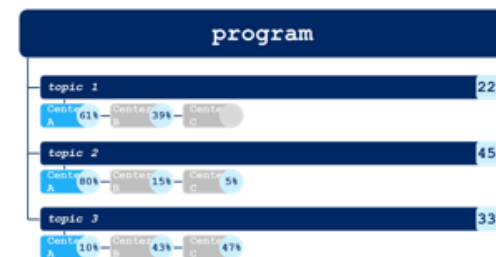 program
topic 1
22
Center A 61% Center B 39% Center C
topic 2
45
Center A 80% Center B 15% Center C 5%
topic 3
33
Center A 10% Center B 43% Center C 47%